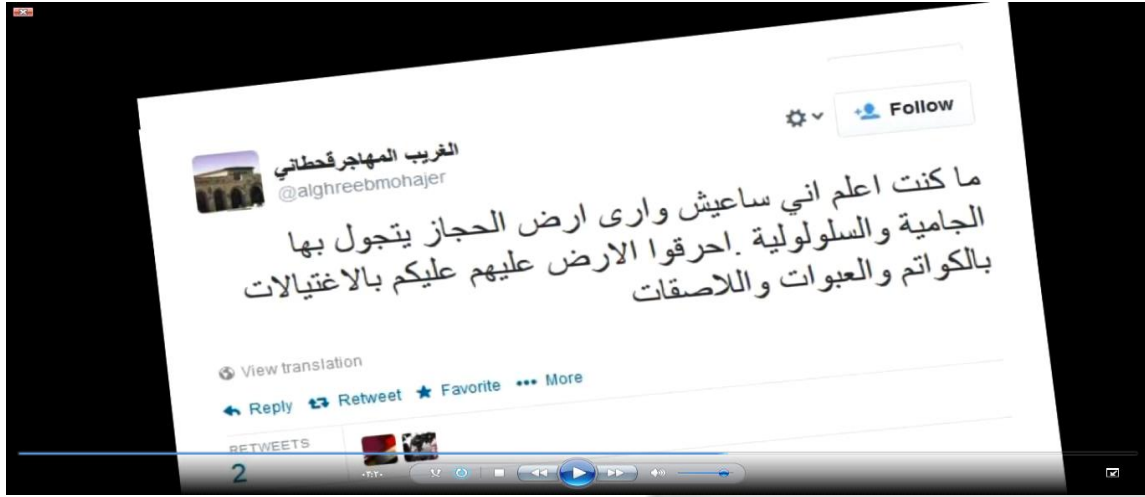 Follow
الغريب المهاجرقحطاني
@alghreebmohajer
ما كنت اعلم اني ساعيش وارى ارض الحجاز يتجول بها
الجامية والسلولولية .احرقوا الارض عليهم عليكم بالاغتيالات
بالكواتم والعبوات واللاصقات
View translation
Reply Retweet Favorite More
RETWEETS
2